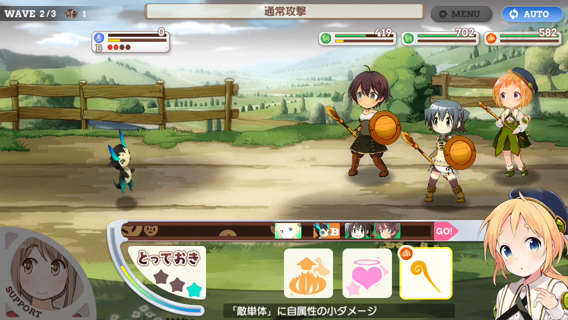 WAVE 2/3
1
通常攻撃
MENU
AUTO
0
B
419
702
582
B
GO!
とっておき
SUPPORT
「敵単体」に自属性の小ダメージ